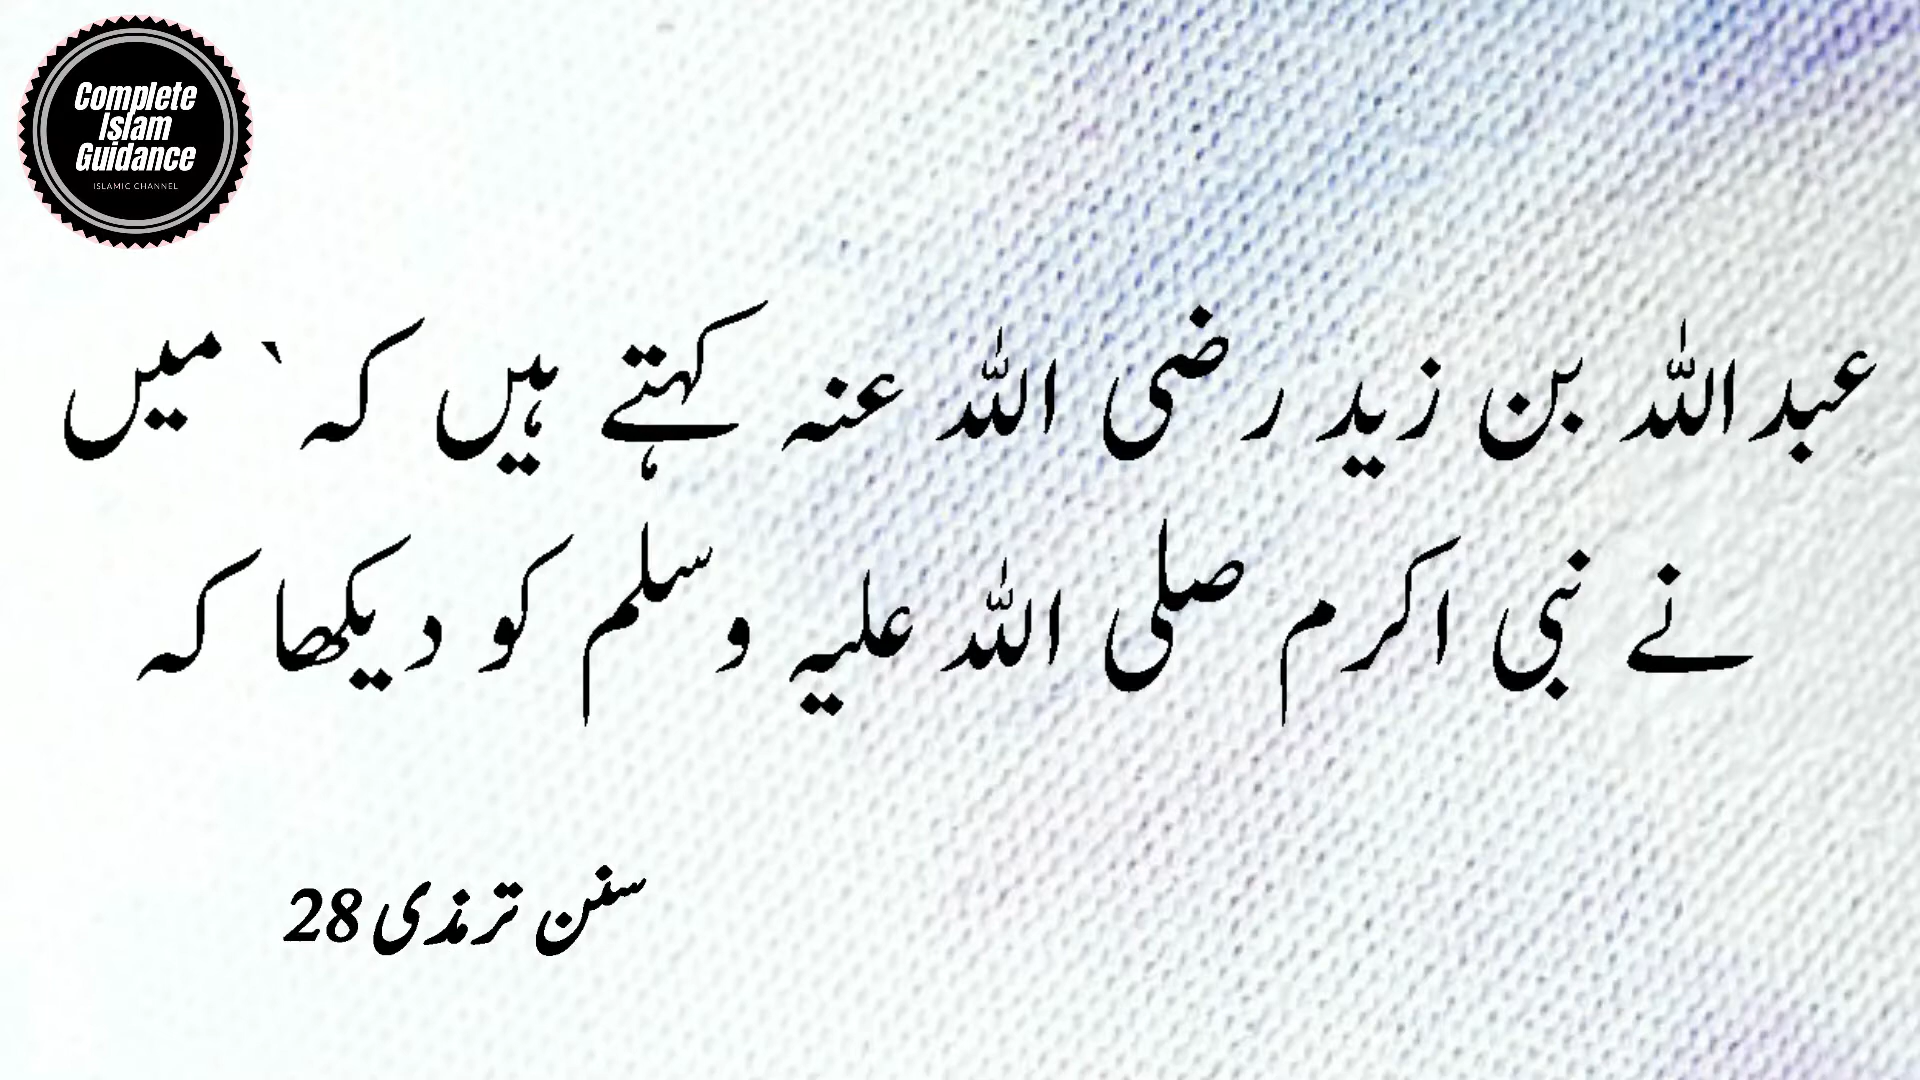 Complete
Islam
Guidance
ISLAMIC CHANNEL
عبداللہ بن زید رضی اللہ عنہ کہتے ہیں کہ ` میں
نے نبی اکرم صلی اللہ علیہ وسلم کو دیکھا کہ
سنن ترمذی 28